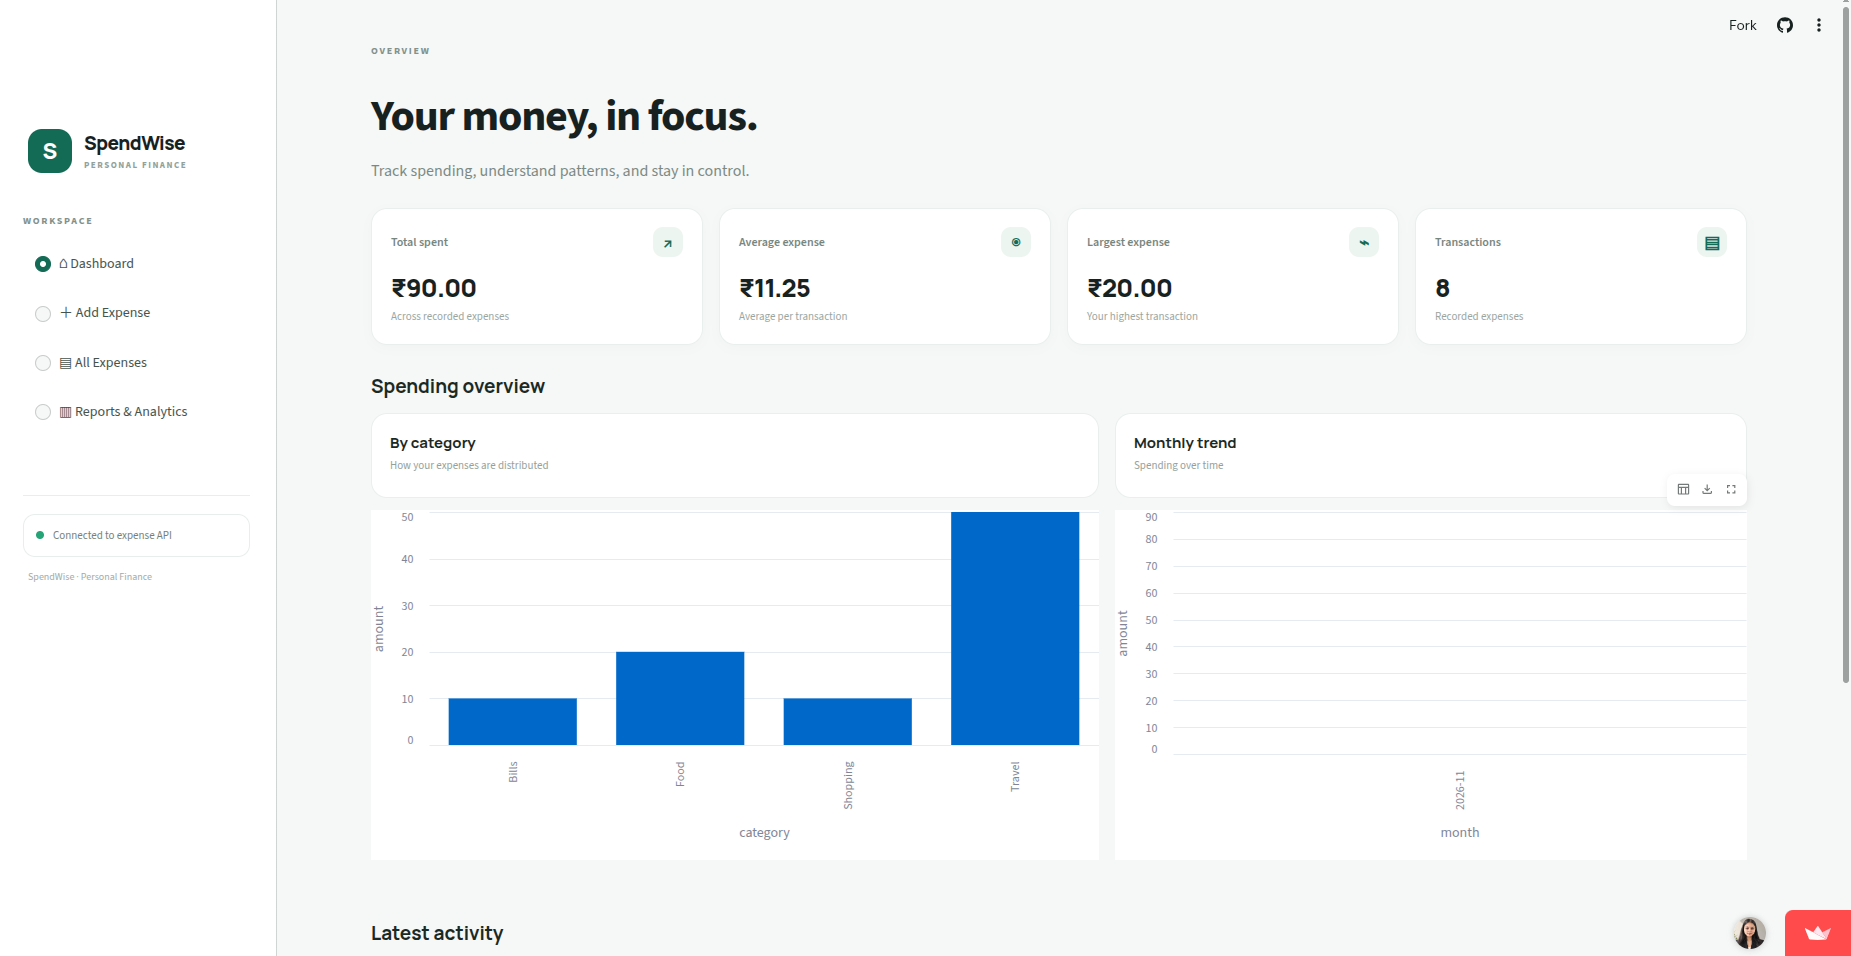 Fork
S
SpendWise
PERSONAL FINANCE
WORKSPACE
Dashboard
+ Add Expense
All Expenses
Reports & Analytics
Connected to expense API
SpendWise · Personal Finance
OVERVIEW
Your money, in focus.
Track spending, understand patterns, and stay in control.
Total spent
₹90.00
Across recorded expenses
Average expense
₹11.25
Average per transaction
Largest expense
₹20.00
Your highest transaction
Transactions
8
Recorded expenses
Spending overview
By category
How your expenses are distributed
50
40
30
20
10
0
amount
Bills
Food
Shopping
Travel
category
Monthly trend
Spending over time
90
80
70
60
50
40
30
20
10
0
amount
2026-11
month
Latest activity